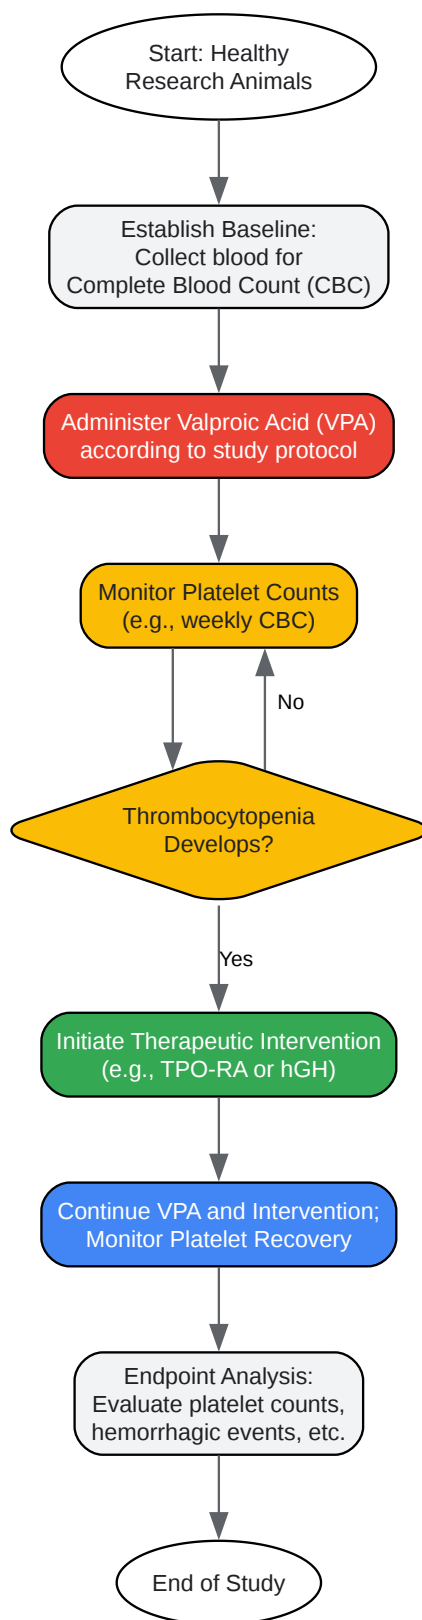 Start: Healthy
Research Animals
Establish Baseline:
Collect blood for
Complete Blood Count (CBC)
Administer Valproic Acid (VPA)
according to study protocol
Monitor Platelet Counts
(e.g., weekly CBC)
No
Thrombocytopenia
Develops?
Yes
Initiate Therapeutic Intervention
(e.g., TPO-RA or hGH)
Continue VPA and Intervention;
Monitor Platelet Recovery
Endpoint Analysis:
Evaluate platelet counts,
hemorrhagic events, etc.
End of Study